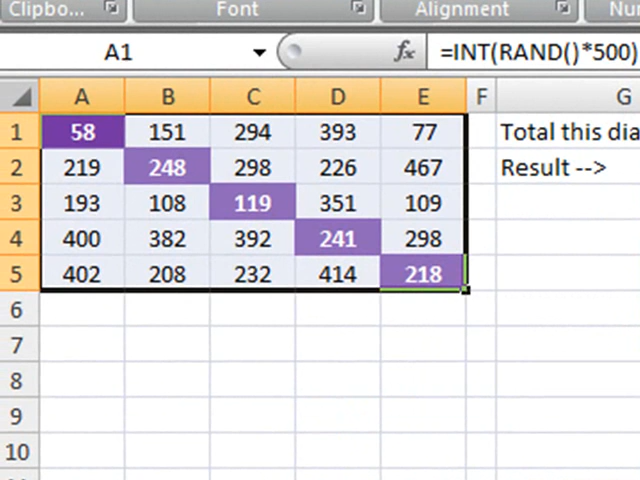 Clipbo... Font Alignment Nu
A1 fx =INT(RAND()*500)
A B C D E F G
1 58 151 294 393 77 Total this dia
2 219 248 298 226 467 Result -->
3 193 108 119 351 109
4 400 382 392 241 298
5 402 208 232 414 218
6
7
8
9
10